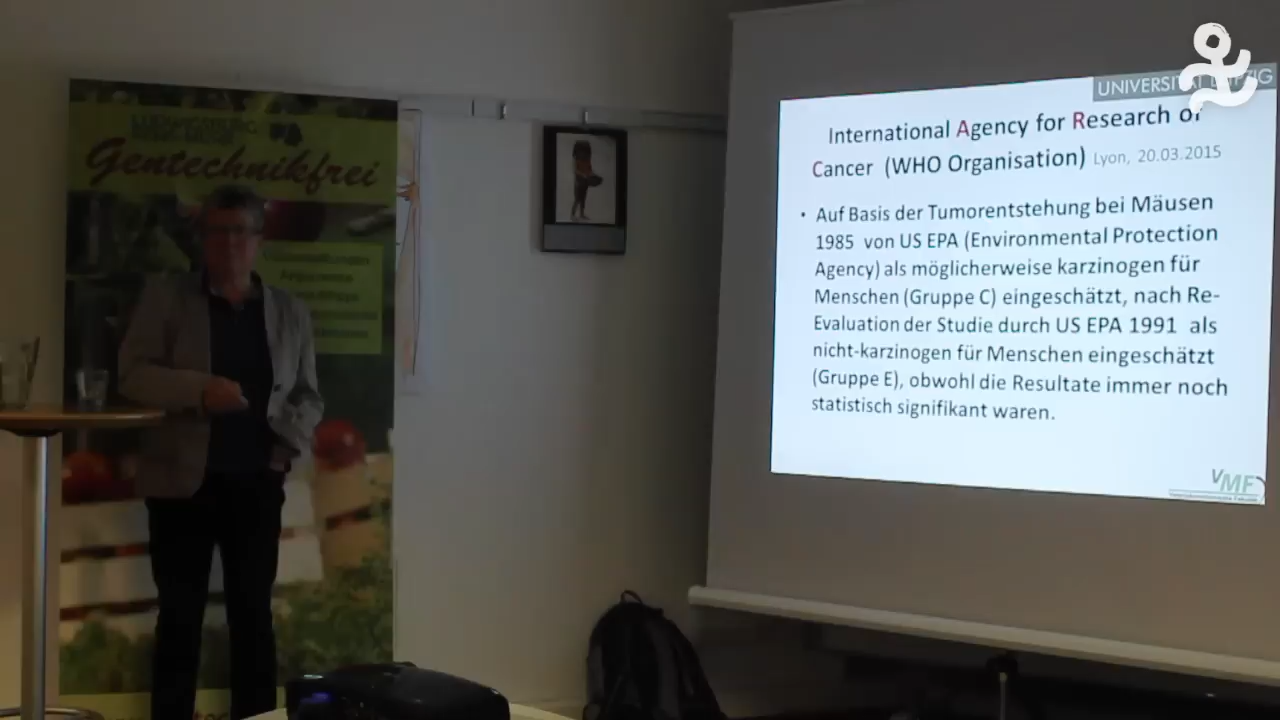 Gentechnikfrei
UNIVERSITÄT LEIPZIG
International Agency for Research of
Cancer (WHO Organisation) Lyon, 20.03.2015
• Auf Basis der Tumorentstehung bei Mäusen
1985 von US EPA (Environmental Protection
Agency) als möglicherweise karzinogen für
Menschen (Gruppe C) eingeschätzt, nach Re-
Evaluation der Studie durch US EPA 1991 als
nicht-karzinogen für Menschen eingeschätzt
(Gruppe E), obwohl die Resultate immer noch
statistisch signifikant waren.
VMF